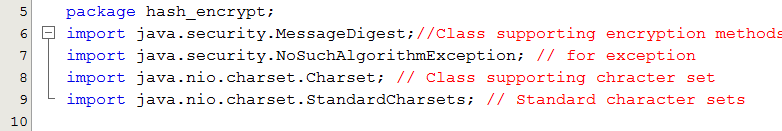 5 package hash_encrypt;
6 import java.security.MessageDigest;//Class supporting encryption methods
7 import java.security.NoSuchAlgorithmException; // for exception
8 import java.nio.charset.Charset; // Class supporting chracter set
9 import java.nio.charset.StandardCharsets; // Standard character sets
10